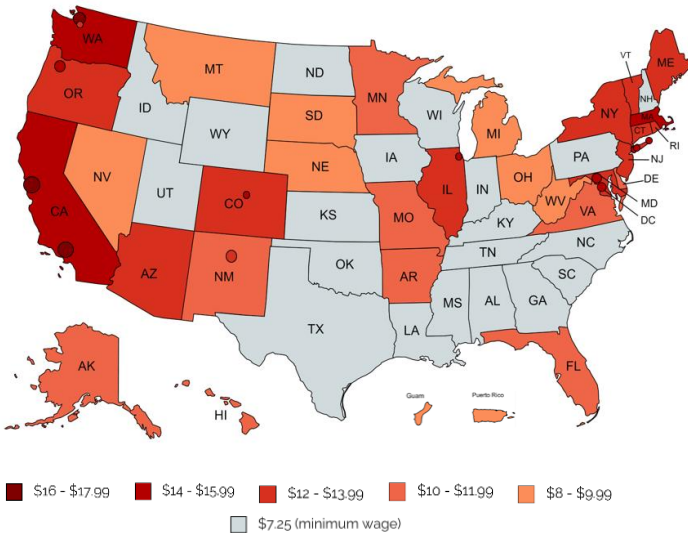 WA
VT
ME
MT
ND
OR
MN
NH
ID
SD
WI
NY
MA
WY
MI
CT
RI
IA
PA
NJ
NE
NV
OH
DE
UT
IL
IN
CA
CO
WV
MD
KS
MO
VA
DC
KY
NC
TN
AZ
OK
NM
AR
SC
MS
AL
GA
TX
LA
AK
FL
HI
Guam
Puerto Rico
$16 - $17.99
$14 - $15.99
$12 - $13.99
$10 - $11.99
$8 - $9.99
$7.25 (minimum wage)